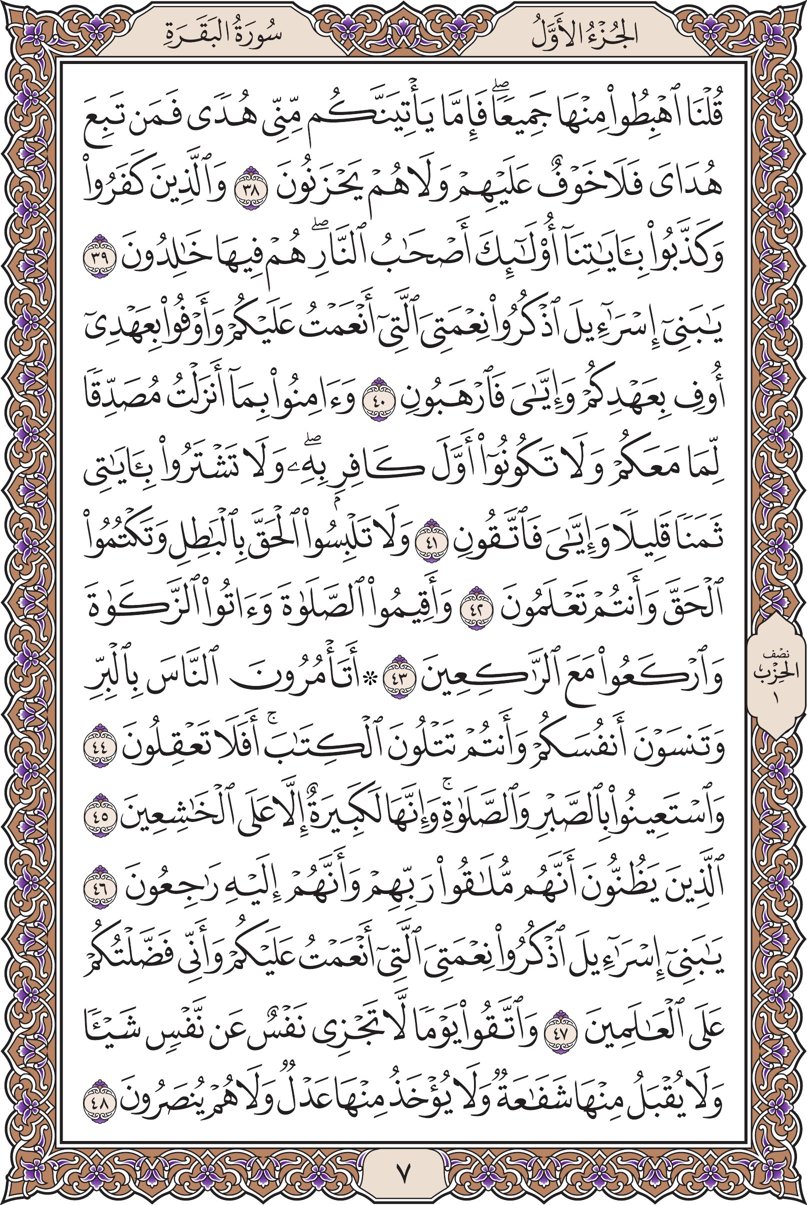 الجُزْءُ الأَوَّلُ
سُورَةُ البَقَرَةِ
قُلْنَا ٱهْبِطُوا۟ مِنْهَا جَمِيعًۭا ۖ فَإِمَّا يَأْتِيَنَّكُم مِّنِّى هُدًۭى فَمَن تَبِعَ
هُدَاىَ فَلَا خَوْفٌ عَلَيْهِمْ وَلَا هُمْ يَحْزَنُونَ ٣٨ وَٱلَّذِينَ كَفَرُوا۟
وَكَذَّبُوا۟ بِـَٔايَـٰتِنَآ أُو۟لَـٰٓئِكَ أَصْحَـٰبُ ٱلنَّارِ ۖ هُمْ فِيهَا خَـٰلِدُونَ ٣٩
يَـٰبَنِىٓ إِسْرَٰٓءِيلَ ٱذْكُرُوا۟ نِعْمَتِىَ ٱلَّتِىٓ أَنْعَمْتُ عَلَيْكُمْ وَأَوْفُوا۟ بِعَهْدِىٓ
أُوفِ بِعَهْدِكُمْ وَإِيَّـٰىَ فَٱرْهَبُونِ ٤٠ وَءَامِنُوا۟ بِمَآ أَنزَلْتُ مُصَدِّقًۭا
لِّمَا مَعَكُمْ وَلَا تَكُونُوٓا۟ أَوَّلَ كَافِرٍۭ بِهِۦ ۖ وَلَا تَشْتَرُوا۟ بِـَٔايَـٰتِى
ثَمَنًۭا قَلِيلًۭا وَإِيَّـٰىَ فَٱتَّقُونِ ٤١ وَلَا تَلْبِسُوا۟ ٱلْحَقَّ بِٱلْبَـٰطِلِ وَتَكْتُمُوا۟
ٱلْحَقَّ وَأَنتُمْ تَعْلَمُونَ ٤٢ وَأَقِيمُوا۟ ٱلصَّلَوٰةَ وَءَاتُوا۟ ٱلزَّكَوٰةَ
وَٱرْكَعُوا۟ مَعَ ٱلرَّٰكِعِينَ ٤٣ ۞ أَتَأْمُرُونَ ٱلنَّاسَ بِٱلْبِرِّ
وَتَنسَوْنَ أَنفُسَكُمْ وَأَنتُمْ تَتْلُونَ ٱلْكِتَـٰبَ ۚ أَفَلَا تَعْقِلُونَ ٤٤
وَٱسْتَعِينُوا۟ بِٱلصَّبْرِ وَٱلصَّلَوٰةِ ۚ وَإِنَّهَا لَكَبِيرَةٌ إِلَّا عَلَى ٱلْخَـٰشِعِينَ ٤٥
ٱلَّذِينَ يَظُنُّونَ أَنَّهُم مُّلَـٰقُوا۟ رَبِّهِمْ وَأَنَّهُمْ إِلَيْهِ رَٰجِعُونَ ٤٦
يَـٰبَنِىٓ إِسْرَٰٓءِيلَ ٱذْكُرُوا۟ نِعْمَتِىَ ٱلَّتِىٓ أَنْعَمْتُ عَلَيْكُمْ وَأَنِّى فَضَّلْتُكُمْ
عَلَى ٱلْعَـٰلَمِينَ ٤٧ وَٱتَّقُوا۟ يَوْمًۭا لَّا تَجْزِى نَفْسٌ عَن نَّفْسٍۢ شَيْـًۭٔا
وَلَا يُقْبَلُ مِنْهَا شَفَـٰعَةٌۭ وَلَا يُؤْخَذُ مِنْهَا عَدْلٌۭ وَلَا هُمْ يُنصَرُونَ ٤٨
نِصْف
الحِزْب
١
٧